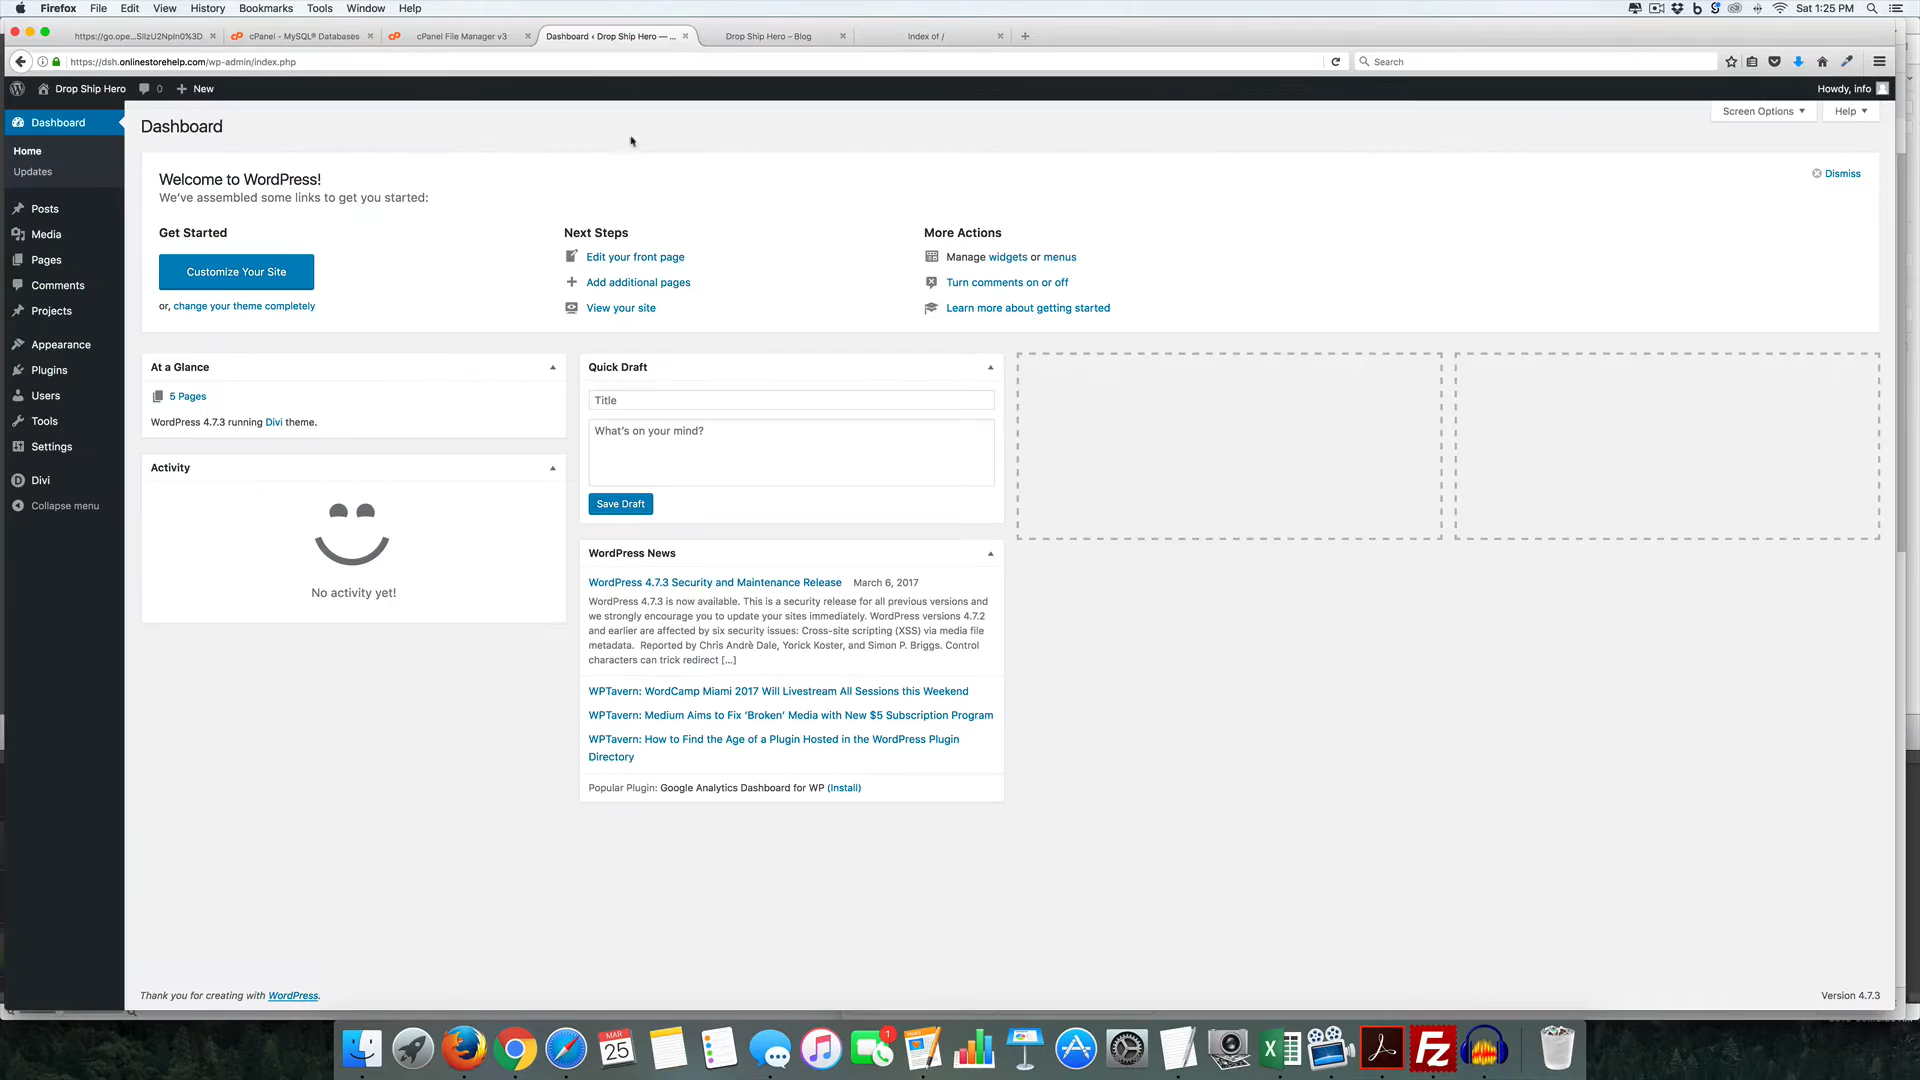 Firefox File Edit View History Bookmarks Tools Window Help
Sat 1:25 PM
https://go.ope...SIIzU2NpIn0%3D
cPanel - MySQL® Databases
cPanel File Manager v3
Dashboard ‹ Drop Ship Hero — ...
Drop Ship Hero – Blog
Index of /
https://dsh.onlinestorehelp.com/wp-admin/index.php
Search
Drop Ship Hero 0 New
Howdy, info
Dashboard
Home
Updates
Posts
Media
Pages
Comments
Projects
Appearance
Plugins
Users
Tools
Settings
Divi
Collapse menu
Dashboard
Screen Options
Help
Welcome to WordPress!
We've assembled some links to get you started:
Dismiss
Get Started
Customize Your Site
or, change your theme completely
Next Steps
Edit your front page
Add additional pages
View your site
More Actions
Manage widgets or menus
Turn comments on or off
Learn more about getting started
At a Glance
5 Pages
WordPress 4.7.3 running Divi theme.
Activity
No activity yet!
Quick Draft
Title
What's on your mind?
Save Draft
WordPress News
WordPress 4.7.3 Security and Maintenance Release March 6, 2017
WordPress 4.7.3 is now available. This is a security release for all previous versions and
we strongly encourage you to update your sites immediately. WordPress versions 4.7.2
and earlier are affected by six security issues: Cross-site scripting (XSS) via media file
metadata. Reported by Chris Andrè Dale, Yorick Koster, and Simon P. Briggs. Control
characters can trick redirect [...]
WPTavern: WordCamp Miami 2017 Will Livestream All Sessions this Weekend
WPTavern: Medium Aims to Fix 'Broken' Media with New $5 Subscription Program
WPTavern: How to Find the Age of a Plugin Hosted in the WordPress Plugin
Directory
Popular Plugin: Google Analytics Dashboard for WP (Install)
Thank you for creating with WordPress.
Version 4.7.3
MAR
25
1